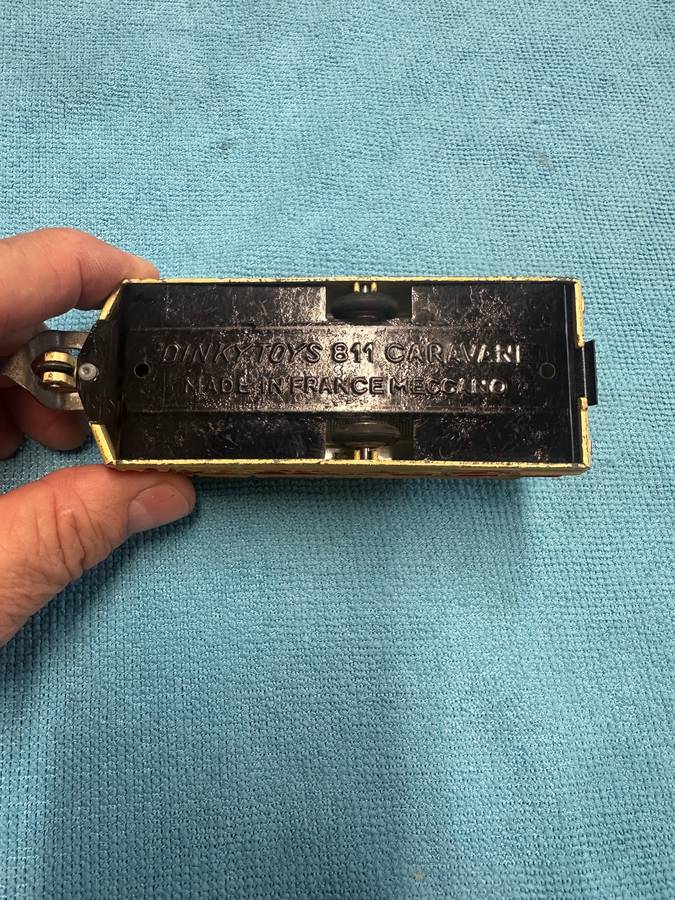 DINKY TOYS 811 CARAVANE
MADE IN FRANCE MECCANO